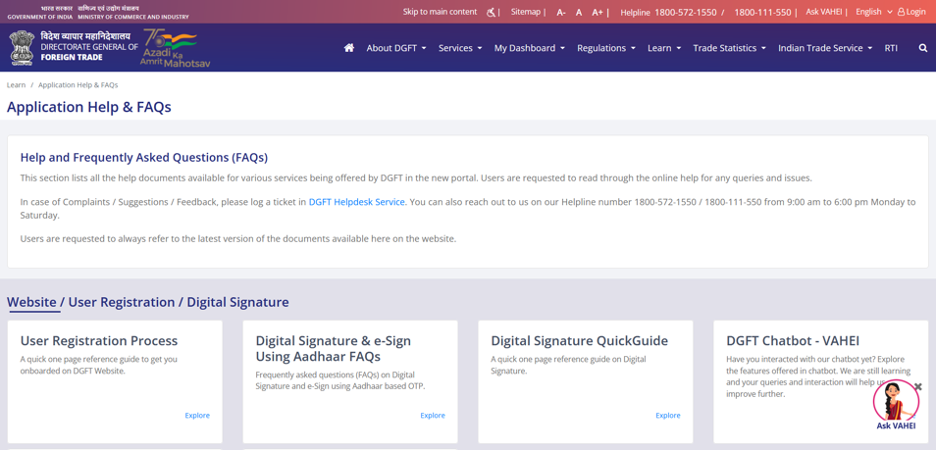 भारत सरकार वाणिज्य एवं उद्योग मंत्रालय
GOVERNMENT OF INDIA MINISTRY OF COMMERCE AND INDUSTRY
Skip to main content | Sitemap | A- A A+ | Helpline 1800-572-1550 / 1800-111-550 | Ask VAHEI | English Login
विदेश व्यापार महानिदेशालय
DIRECTORATE GENERAL OF
FOREIGN TRADE
75
Azadi Ka
Amrit Mahotsav
About DGFT Services My Dashboard Regulations Learn Trade Statistics Indian Trade Service RTI
Learn / Application Help & FAQs
Application Help & FAQs
Help and Frequently Asked Questions (FAQs)
This section lists all the help documents available for various services being offered by DGFT in the new portal. Users are requested to read through the online help for any queries and issues.
In case of Complaints / Suggestions / Feedback, please log a ticket in DGFT Helpdesk Service. You can also reach out to us on our Helpline number 1800-572-1550 / 1800-111-550 from 9:00 am to 6:00 pm Monday to
Saturday.
Users are requested to always refer to the latest version of the documents available here on the website.
Website / User Registration / Digital Signature
User Registration Process
A quick one page reference guide to get you
onboarded on DGFT Website.
Explore
Digital Signature & e-Sign
Using Aadhaar FAQs
Frequently asked questions (FAQs) on Digital
Signature and e-Sign using Aadhaar based OTP.
Explore
Digital Signature QuickGuide
A quick one page reference guide on Digital
Signature.
Explore
DGFT Chatbot - VAHEI
Have you interacted with our chatbot yet? Explore
the features offered in chatbot. We are still learning
and your queries and interaction will help
improve further.
Ask VAHEI